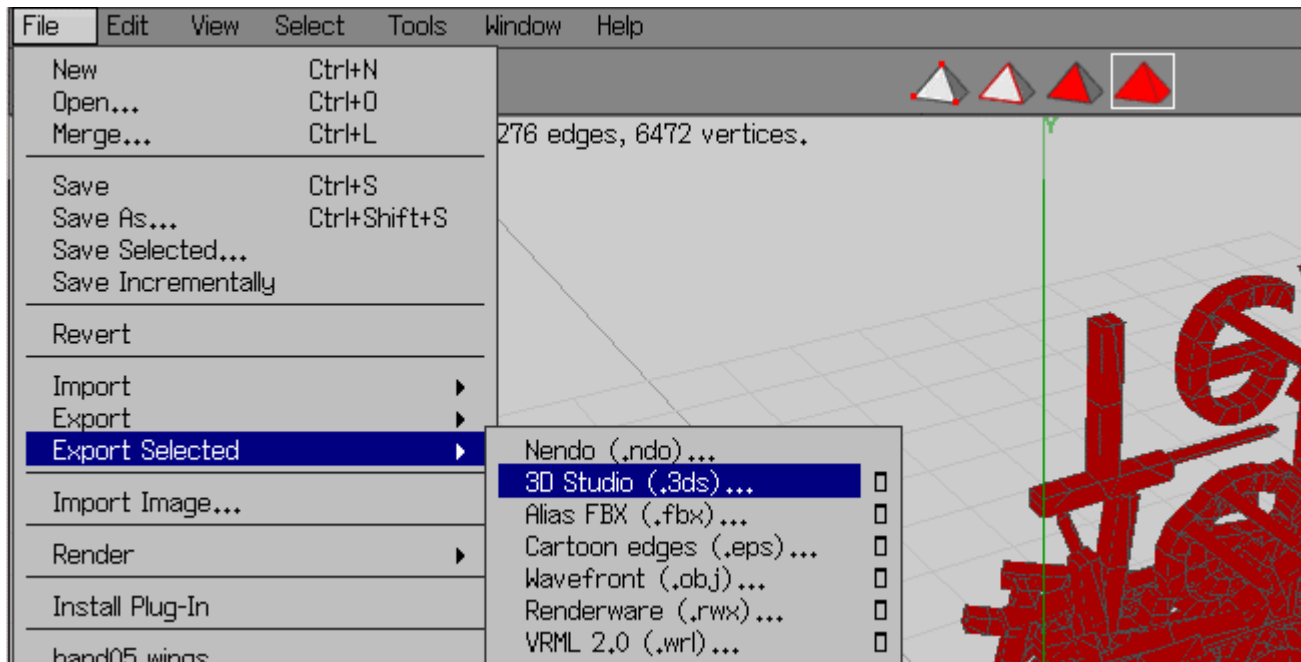 File Edit View Select Tools Window Help
New Ctrl+N
Open... Ctrl+O
Merge... Ctrl+L
276 edges, 6472 vertices.
Y
Save Ctrl+S
Save As... Ctrl+Shift+S
Save Selected...
Save Incrementally
Revert
Import
Export
Export Selected
Import Image...
Render
Install Plug-In
hand05.wings
Nendo (.ndo)...
3D Studio (.3ds)...
Alias FBX (.fbx)...
Cartoon edges (.eps)...
Wavefront (.obj)...
Renderware (.rwx)...
VRML 2.0 (.wrl)...